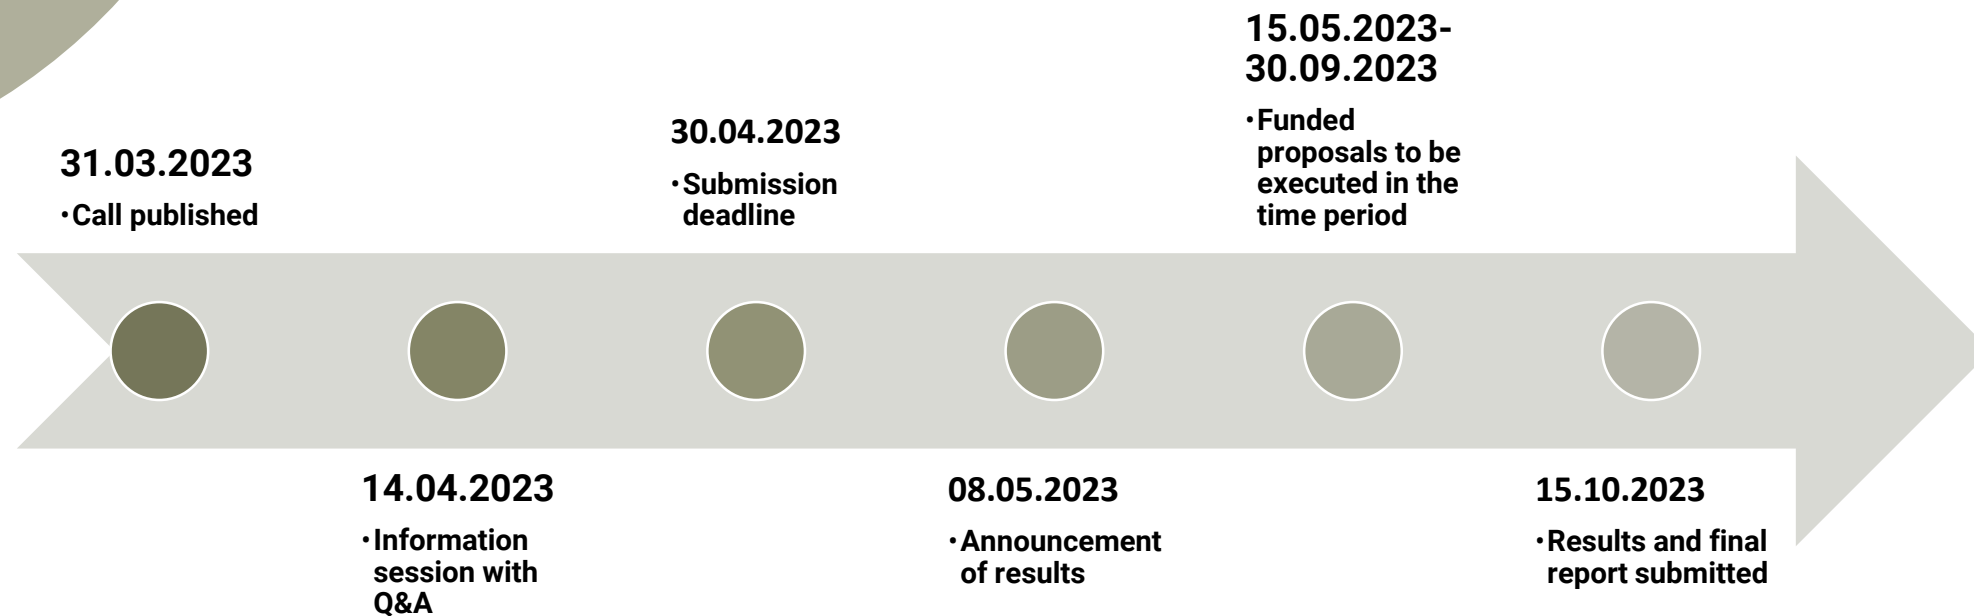 31.03.2023
·Call published
14.04.2023
·Information
session with
Q&A
30.04.2023
·Submission
deadline
08.05.2023
·Announcement
of results
15.05.2023-
30.09.2023
·Funded
proposals to be
executed in the
time period
15.10.2023
·Results and final
report submitted